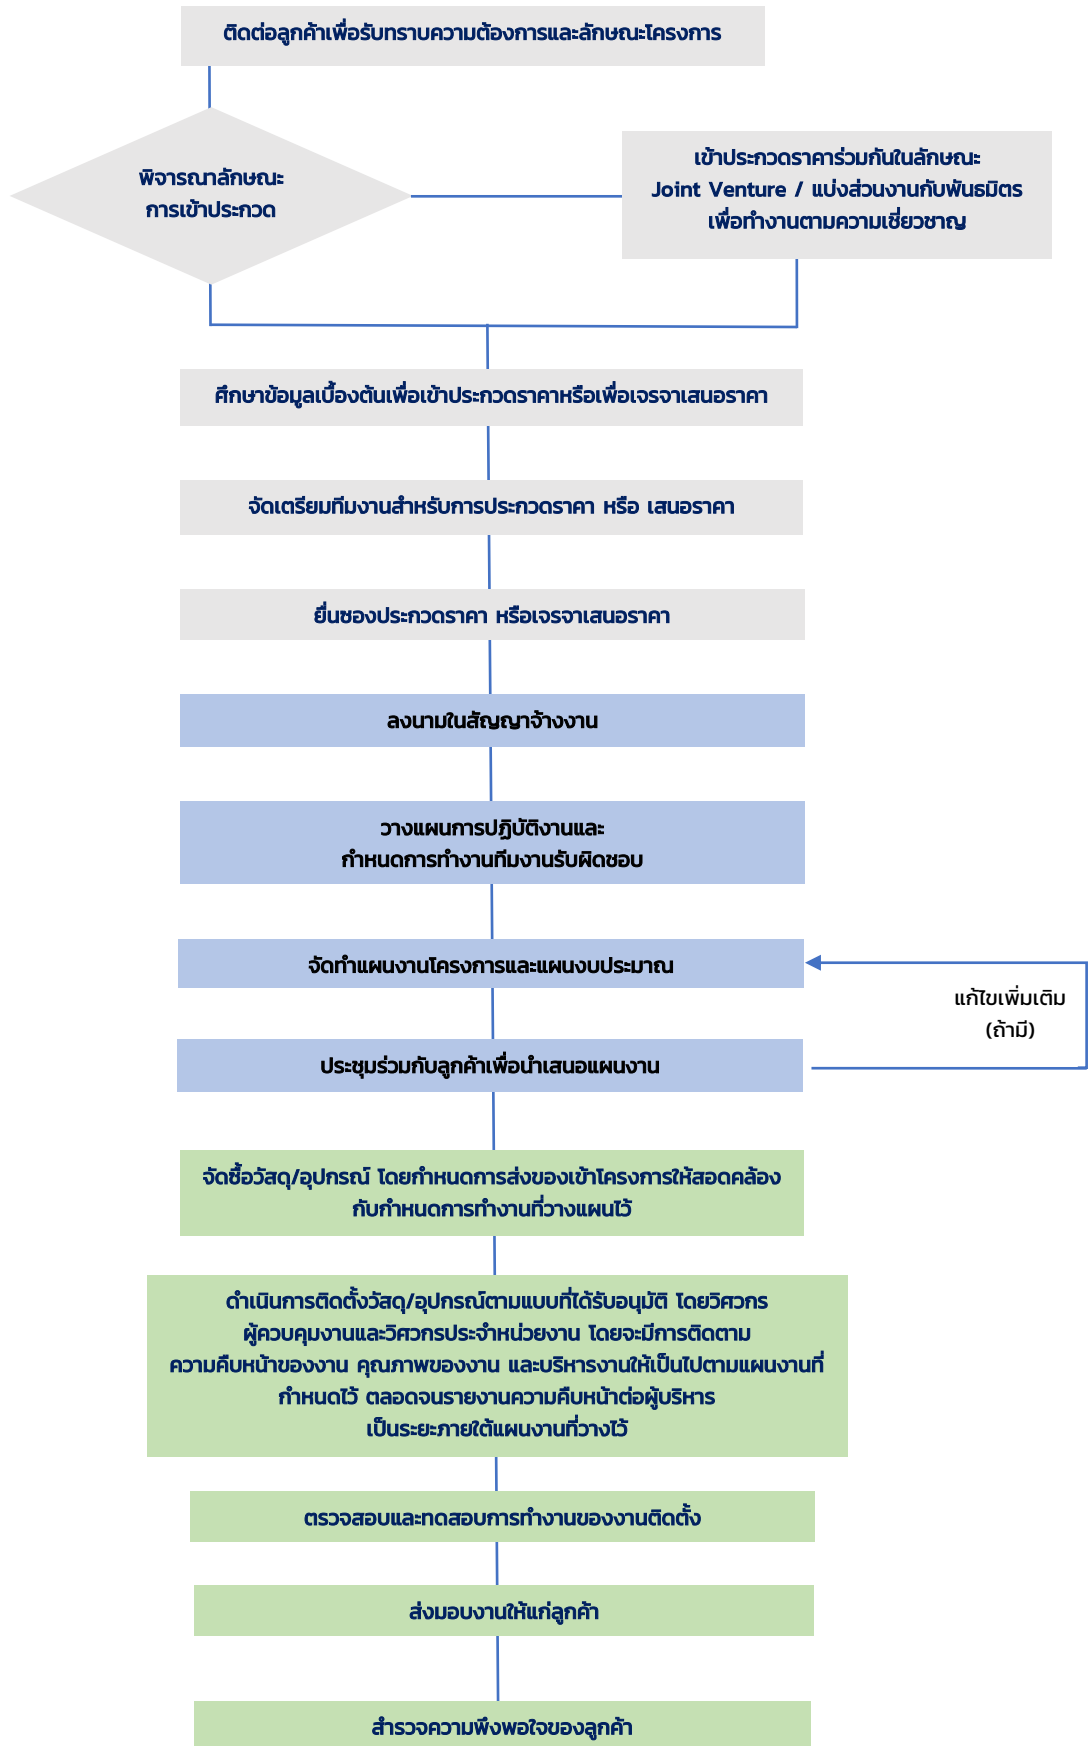 ติดต่อลูกค้าเพื่อรับทราบความต้องการและลักษณะโครงการ
พิจารณาลักษณะ
การเข้าประกวด
เข้าประกวดราคาร่วมกันในลักษณะ
Joint Venture / แบ่งส่วนงานกับพันธมิตร
เพื่อทำงานตามความเชี่ยวชาญ
ศึกษาข้อมูลเบื้องต้นเพื่อเข้าประกวดราคาหรือเพื่อเจรจาเสนอราคา
จัดเตรียมทีมงานสำหรับการประกวดราคา หรือ เสนอราคา
ยื่นซองประกวดราคา หรือเจรจาเสนอราคา
ลงนามในสัญญาจ้างงาน
วางแผนการปฏิบัติงานและ
กำหนดการทำงานทีมงานรับผิดชอบ
จัดทำแผนงานโครงการและแผนงบประมาณ
แก้ไขเพิ่มเติม
(ถ้ามี)
ประชุมร่วมกับลูกค้าเพื่อนำเสนอแผนงาน
จัดซื้อวัสดุ/อุปกรณ์ โดยกำหนดการส่งของเข้าโครงการให้สอดคล้อง
กับกำหนดการทำงานที่วางแผนไว้
ดำเนินการติดตั้งวัสดุ/อุปกรณ์ตามแบบที่ได้รับอนุมัติ โดยวิศวกร
ผู้ควบคุมงานและวิศวกรประจำหน่วยงาน โดยจะมีการติดตาม
ความคืบหน้าของงาน คุณภาพของงาน และบริหารงานให้เป็นไปตามแผนงานที่
กำหนดไว้ ตลอดจนรายงานความคืบหน้าต่อผู้บริหาร
เป็นระยะภายใต้แผนงานที่วางไว้
ตรวจสอบและทดสอบการทำงานของงานติดตั้ง
ส่งมอบงานให้แก่ลูกค้า
สำรวจความพึงพอใจของลูกค้า